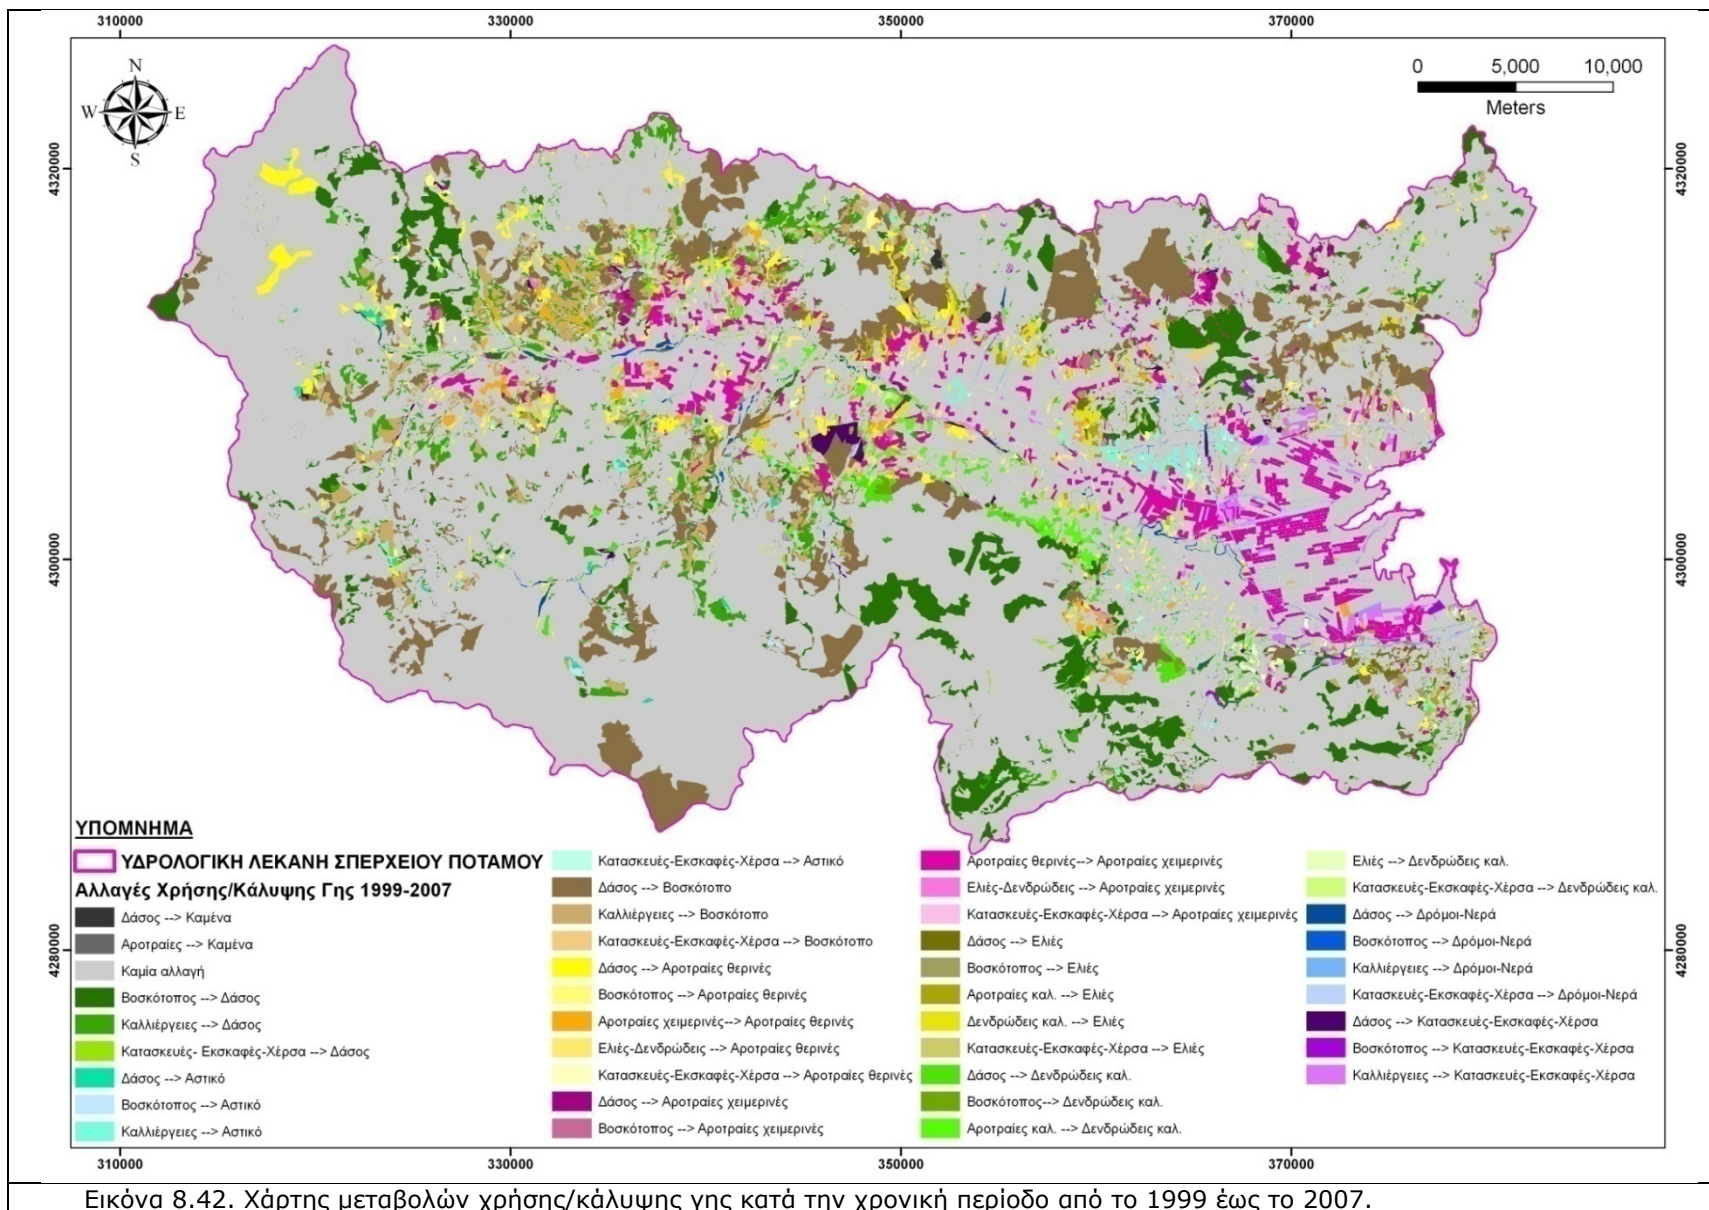 310000 330000 350000 370000
0 5,000 10,000
Meters
N
W E
S
4320000 4320000
4300000 4300000
4280000 4280000
ΥΠΟΜΝΗΜΑ
ΥΔΡΟΛΟΓΙΚΗ ΛΕΚΑΝΗ ΣΠΕΡΧΕΙΟΥ ΠΟΤΑΜΟΥ
Αλλαγές Χρήσης/Κάλυψης Γης 1999-2007
Δάσος --> Καμένα
Αροτραίες --> Καμένα
Καμία αλλαγή
Βοσκότοπος --> Δάσος
Καλλιέργειες --> Δάσος
Κατασκευές- Εκσκαφές-Χέρσα --> Δάσος
Δάσος --> Αστικό
Βοσκότοπος --> Αστικό
Καλλιέργειες --> Αστικό
Κατασκευές-Εκσκαφές-Χέρσα --> Αστικό
Δάσος --> Βοσκότοπο
Καλλιέργειες --> Βοσκότοπο
Κατασκευές-Εκσκαφές-Χέρσα --> Βοσκότοπο
Δάσος --> Αροτραίες θερινές
Βοσκότοπος --> Αροτραίες θερινές
Αροτραίες χειμερινές--> Αροτραίες θερινές
Ελιές-Δενδρώδεις --> Αροτραίες θερινές
Κατασκευές-Εκσκαφές-Χέρσα --> Αροτραίες θερινές
Δάσος --> Αροτραίες χειμερινές
Βοσκότοπος --> Αροτραίες χειμερινές
Αροτραίες θερινές--> Αροτραίες χειμερινές
Ελιές-Δενδρώδεις --> Αροτραίες χειμερινές
Κατασκευές-Εκσκαφές-Χέρσα --> Αροτραίες χειμερινές
Δάσος --> Ελιές
Βοσκότοπος --> Ελιές
Αροτραίες καλ. --> Ελιές
Δενδρώδεις καλ. --> Ελιές
Κατασκευές-Εκσκαφές-Χέρσα --> Ελιές
Δάσος --> Δενδρώδεις καλ.
Βοσκότοπος--> Δενδρώδεις καλ.
Αροτραίες καλ. --> Δενδρώδεις καλ.
Ελιές --> Δενδρώδεις καλ.
Κατασκευές-Εκσκαφές-Χέρσα --> Δενδρώδεις καλ.
Δάσος --> Δρόμοι-Νερά
Βοσκότοπος --> Δρόμοι-Νερά
Καλλιέργειες --> Δρόμοι-Νερά
Κατασκευές-Εκσκαφές-Χέρσα --> Δρόμοι-Νερά
Δάσος --> Κατασκευές-Εκσκαφές-Χέρσα
Βοσκότοπος --> Κατασκευές-Εκσκαφές-Χέρσα
Καλλιέργειες --> Κατασκευές-Εκσκαφές-Χέρσα
310000 330000 350000 370000
Εικόνα 8.42. Χάρτης μεταβολών χρήσης/κάλυψης γης κατά την χρονική περίοδο από το 1999 έως το 2007.